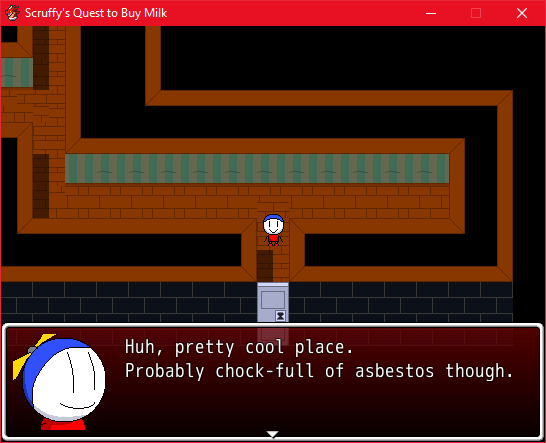 Scruffy's Quest to Buy Milk
Huh, pretty cool place.
Probably chock-full of asbestos though.